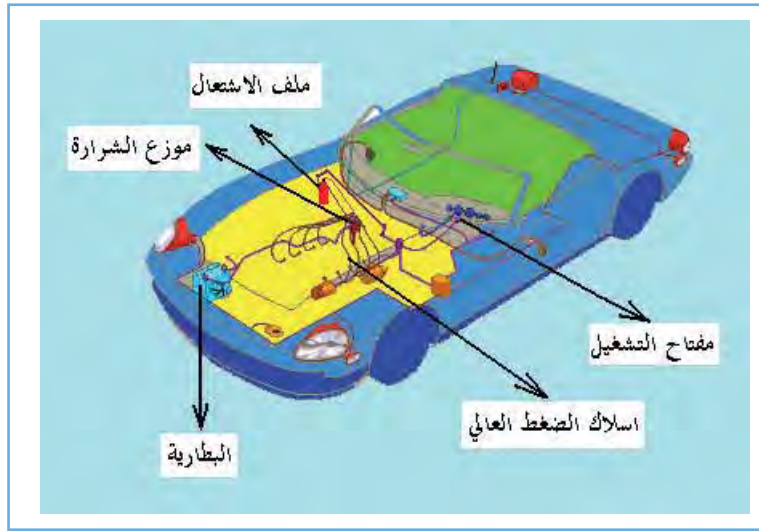 ملف الاشتعال
موزع الشرارة
مفتاح التشغيل
اسلاك الضغط العالي
البطارية